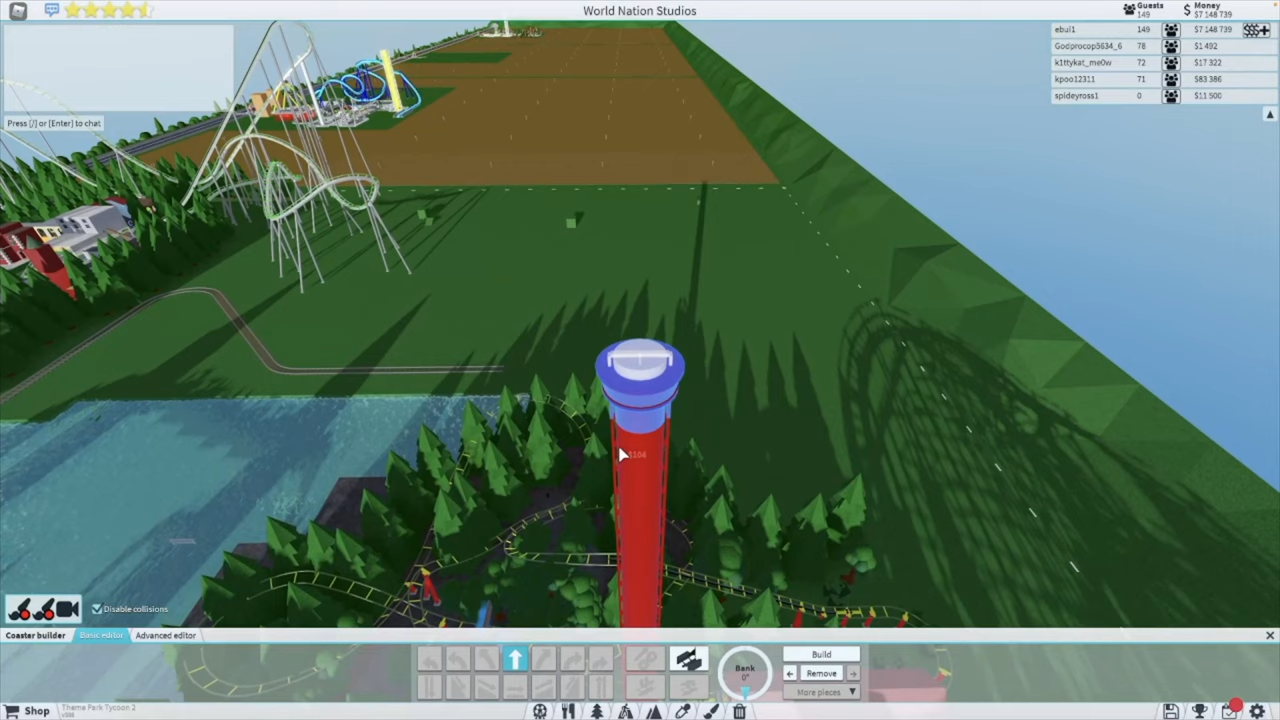 World Nation Studios
Guests
149
Money
$7 148 739
ebul1 149 $7 148 739
Godprocop5634_6 78 $1 492
k1ttykat_me0w 72 $17 322
kpoo12311 71 $83 386
spideyross1 0 $11 500
Press [/] or [Enter] to chat
$104
Disable collisions
Coaster builder Basic editor Advanced editor
Build
Bank
0°
Remove
More pieces
Shop
Theme Park Tycoon 2